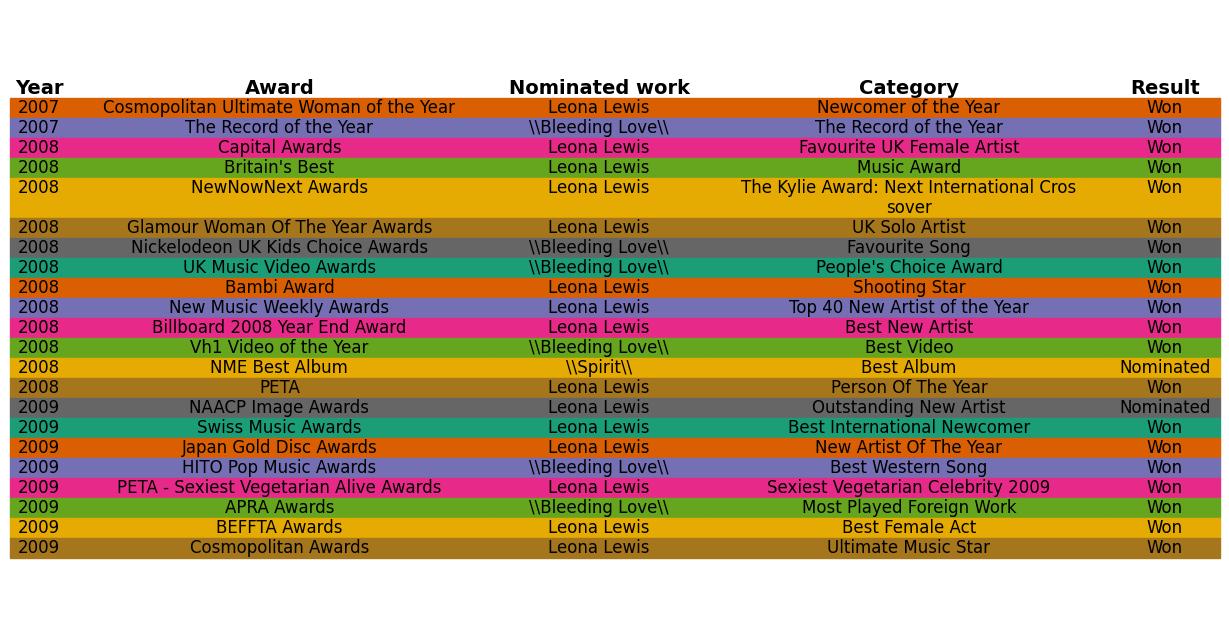 Year Award Nominated work Category Result
2007 Cosmopolitan Ultimate Woman of the Year Leona Lewis Newcomer of the Year Won
2007 The Record of the Year \\Bleeding Love\\ The Record of the Year Won
2008 Capital Awards Leona Lewis Favourite UK Female Artist Won
2008 Britain's Best Leona Lewis Music Award Won
2008 NewNowNext Awards Leona Lewis The Kylie Award: Next International Cros Won
sover
2008 Glamour Woman Of The Year Awards Leona Lewis UK Solo Artist Won
2008 Nickelodeon UK Kids Choice Awards \\Bleeding Love\\ Favourite Song Won
2008 UK Music Video Awards \\Bleeding Love\\ People's Choice Award Won
2008 Bambi Award Leona Lewis Shooting Star Won
2008 New Music Weekly Awards Leona Lewis Top 40 New Artist of the Year Won
2008 Billboard 2008 Year End Award Leona Lewis Best New Artist Won
2008 Vh1 Video of the Year \\Bleeding Love\\ Best Video Won
2008 NME Best Album \\Spirit\\ Best Album Nominated
2008 PETA Leona Lewis Person Of The Year Won
2009 NAACP Image Awards Leona Lewis Outstanding New Artist Nominated
2009 Swiss Music Awards Leona Lewis Best International Newcomer Won
2009 Japan Gold Disc Awards Leona Lewis New Artist Of The Year Won
2009 HITO Pop Music Awards \\Bleeding Love\\ Best Western Song Won
2009 PETA - Sexiest Vegetarian Alive Awards Leona Lewis Sexiest Vegetarian Celebrity 2009 Won
2009 APRA Awards \\Bleeding Love\\ Most Played Foreign Work Won
2009 BEFFTA Awards Leona Lewis Best Female Act Won
2009 Cosmopolitan Awards Leona Lewis Ultimate Music Star Won